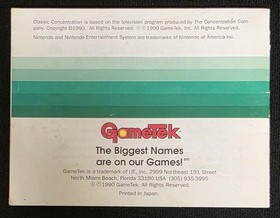 Classic Concentration is based on the television program produced by The Concentration Com-
pany. Copyright ©1990, All Rights Reserved. ℗ ©1990 GameTek, Inc. All Rights Reserved.
Nintendo and Nintendo Entertainment System are trademarks of Nintendo of America Inc.
GameTek
The Biggest Names
are on our Games!℠
GameTek is a trademark of IJE, Inc. 2999 Northeast 191 Street
North Miami Beach, Florida 33180 USA (305) 935-3995
℗ ©1990 GameTek. All Rights Reserved.
Printed in Japan.